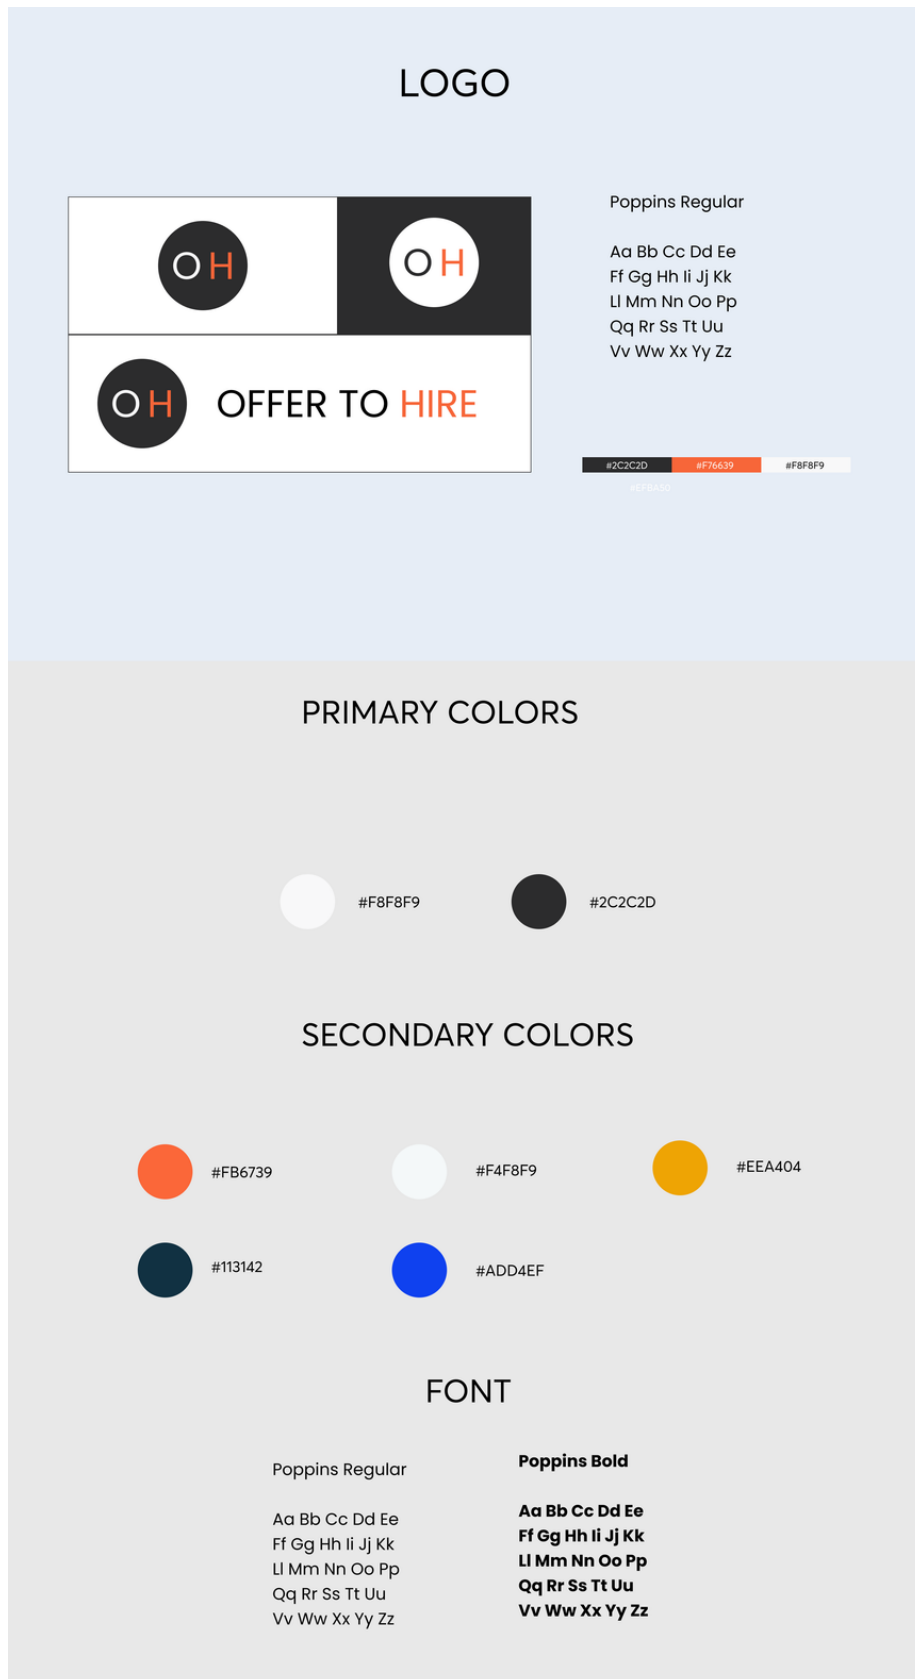 LOGO
O H
O H
O H
OFFER TO HIRE
Poppins Regular
Aa Bb Cc Dd Ee
Ff Gg Hh Ii Jj Kk
Ll Mm Nn Oo Pp
Qq Rr Ss Tt Uu
Vv Ww Xx Yy Zz
#2C2C2D #F76639 #F8F8F9
PRIMARY COLORS
#F8F8F9 #2C2C2D
SECONDARY COLORS
#FB6739 #F4F8F9 #EEA404
#113142 #ADD4EF
FONT
Poppins Regular
Aa Bb Cc Dd Ee
Ff Gg Hh Ii Jj Kk
Ll Mm Nn Oo Pp
Qq Rr Ss Tt Uu
Vv Ww Xx Yy Zz
Poppins Bold
Aa Bb Cc Dd Ee
Ff Gg Hh Ii Jj Kk
Ll Mm Nn Oo Pp
Qq Rr Ss Tt Uu
Vv Ww Xx Yy Zz